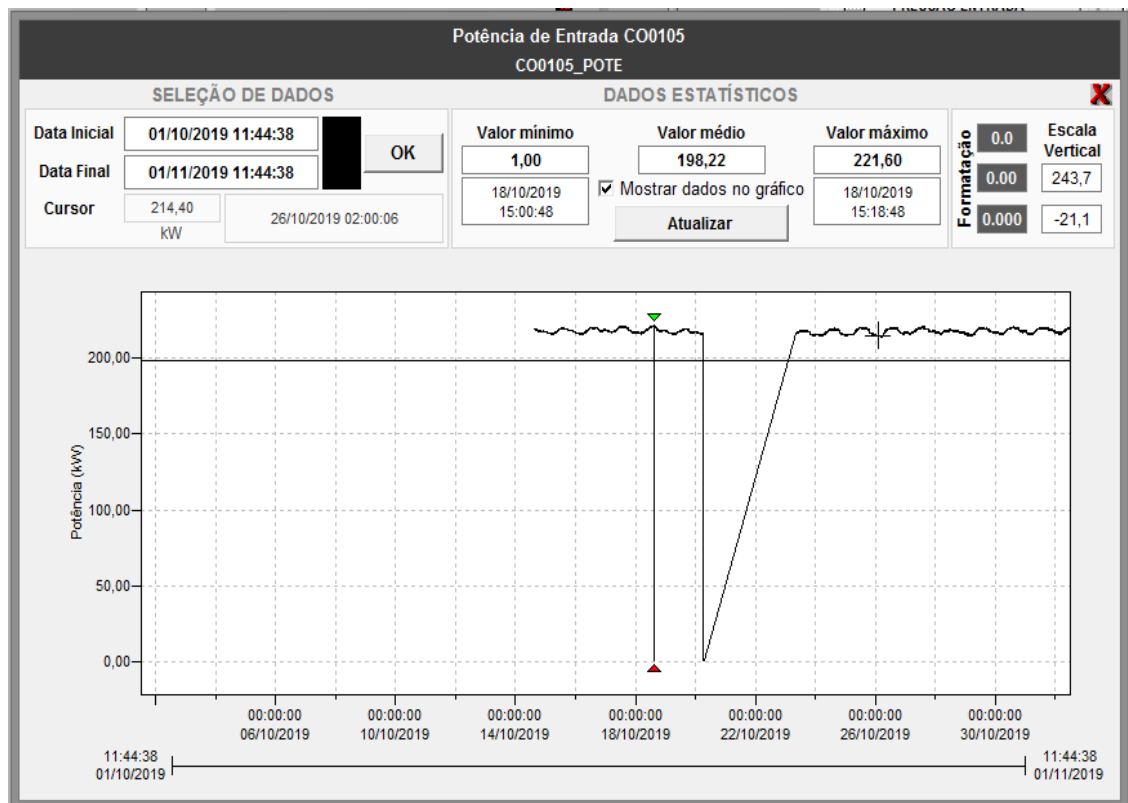 Potência de Entrada CO0105
CO0105_POTE
SELEÇÃO DE DADOS
Data Inicial 01/10/2019 11:44:38
Data Final 01/11/2019 11:44:38
OK
Cursor 214,40 26/10/2019 02:00:06
kW
DADOS ESTATÍSTICOS
Valor mínimo Valor médio Valor máximo
1,00 198,22 221,60
18/10/2019
15:00:48
Mostrar dados no gráfico
Atualizar
18/10/2019
15:18:48
Formatação
0.0
0.00
0.000
Escala
Vertical
243,7
-21,1
Potência (kW)
200,00
150,00
100,00
50,00
0,00
00:00:00 00:00:00 00:00:00 00:00:00 00:00:00 00:00:00 00:00:00
06/10/2019 10/10/2019 14/10/2019 18/10/2019 22/10/2019 26/10/2019 30/10/2019
11:44:38 11:44:38
01/10/2019 01/11/2019